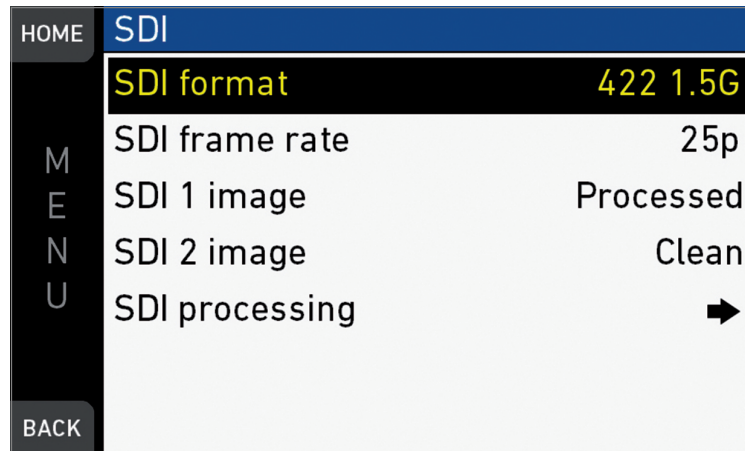 HOME SDI
SDI format 422 1.5G
SDI frame rate 25p
SDI 1 image Processed
SDI 2 image Clean
SDI processing
MENU
BACK